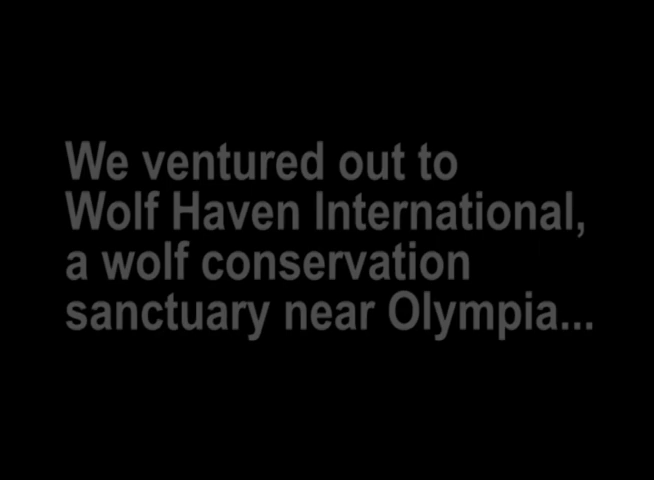 We ventured out to
Wolf Haven International,
a wolf conservation
sanctuary near Olympia...